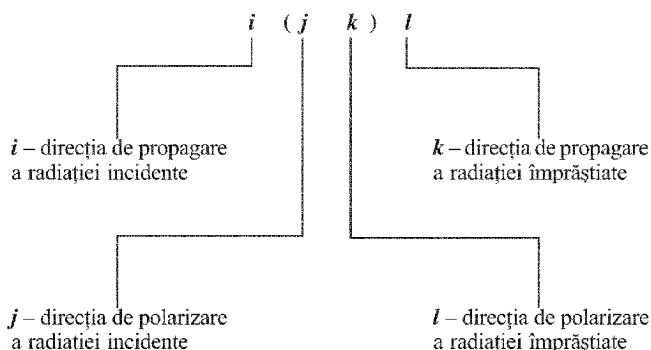 i ( j k ) l
i – direcția de propagare
a radiației incidente
k – direcția de propagare
a radiației împrăștiate
j – direcția de polarizare
a radiației incidente
l – direcția de polarizare
a radiației împrăștiate